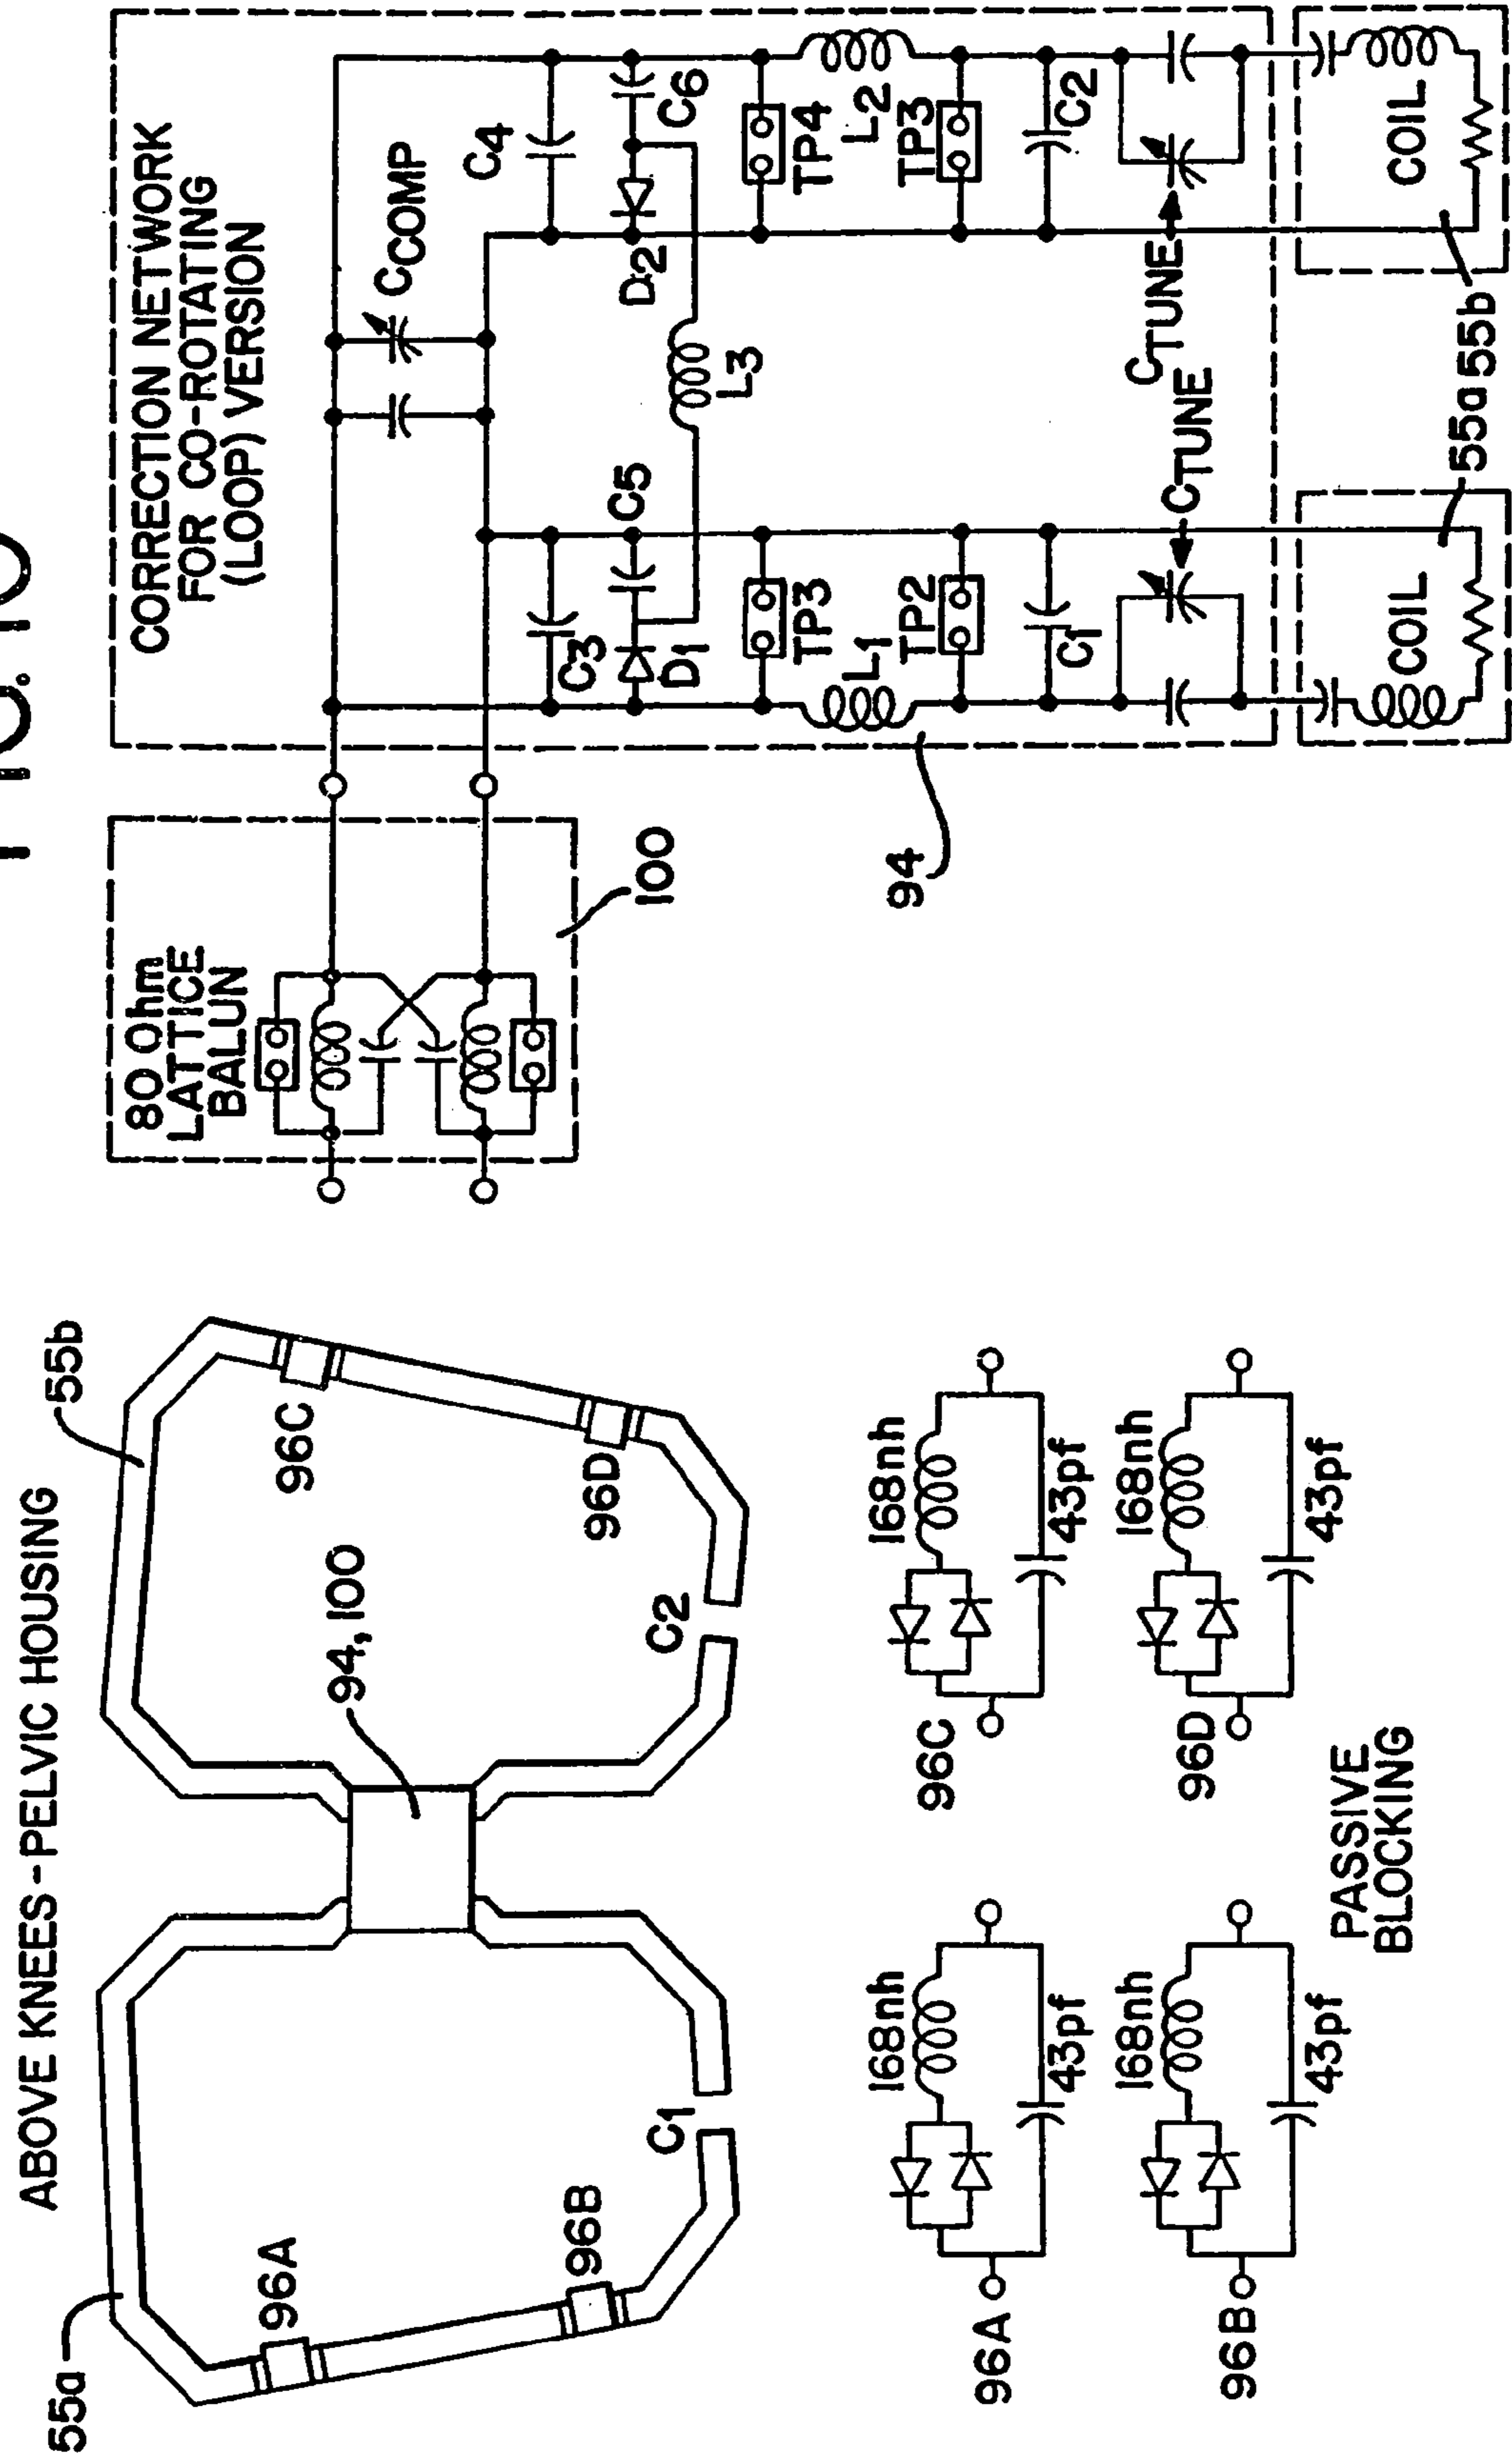 FIG. 10
ABOVE KNEES-PELVIC HOUSING
55a
55b
96A
96B
C1
94, 100
96C
96D
C2
96A
168nh
43pf
96C
168nh
43pf
96B
168nh
43pf
96D
168nh
43pf
PASSIVE
BLOCKING
80 Ohm
LATTICE
BALUN
100
CORRECTION NETWORK
FOR CO-ROTATING
(LOOP) VERSION
CCOMP
C3
C5
D1
C4
C6
D2
L3
TP3
L1
TP2
C1
TP4
L2
TP3
C2
CTUNE
CTUNE
94
COIL
COIL
55a
55b